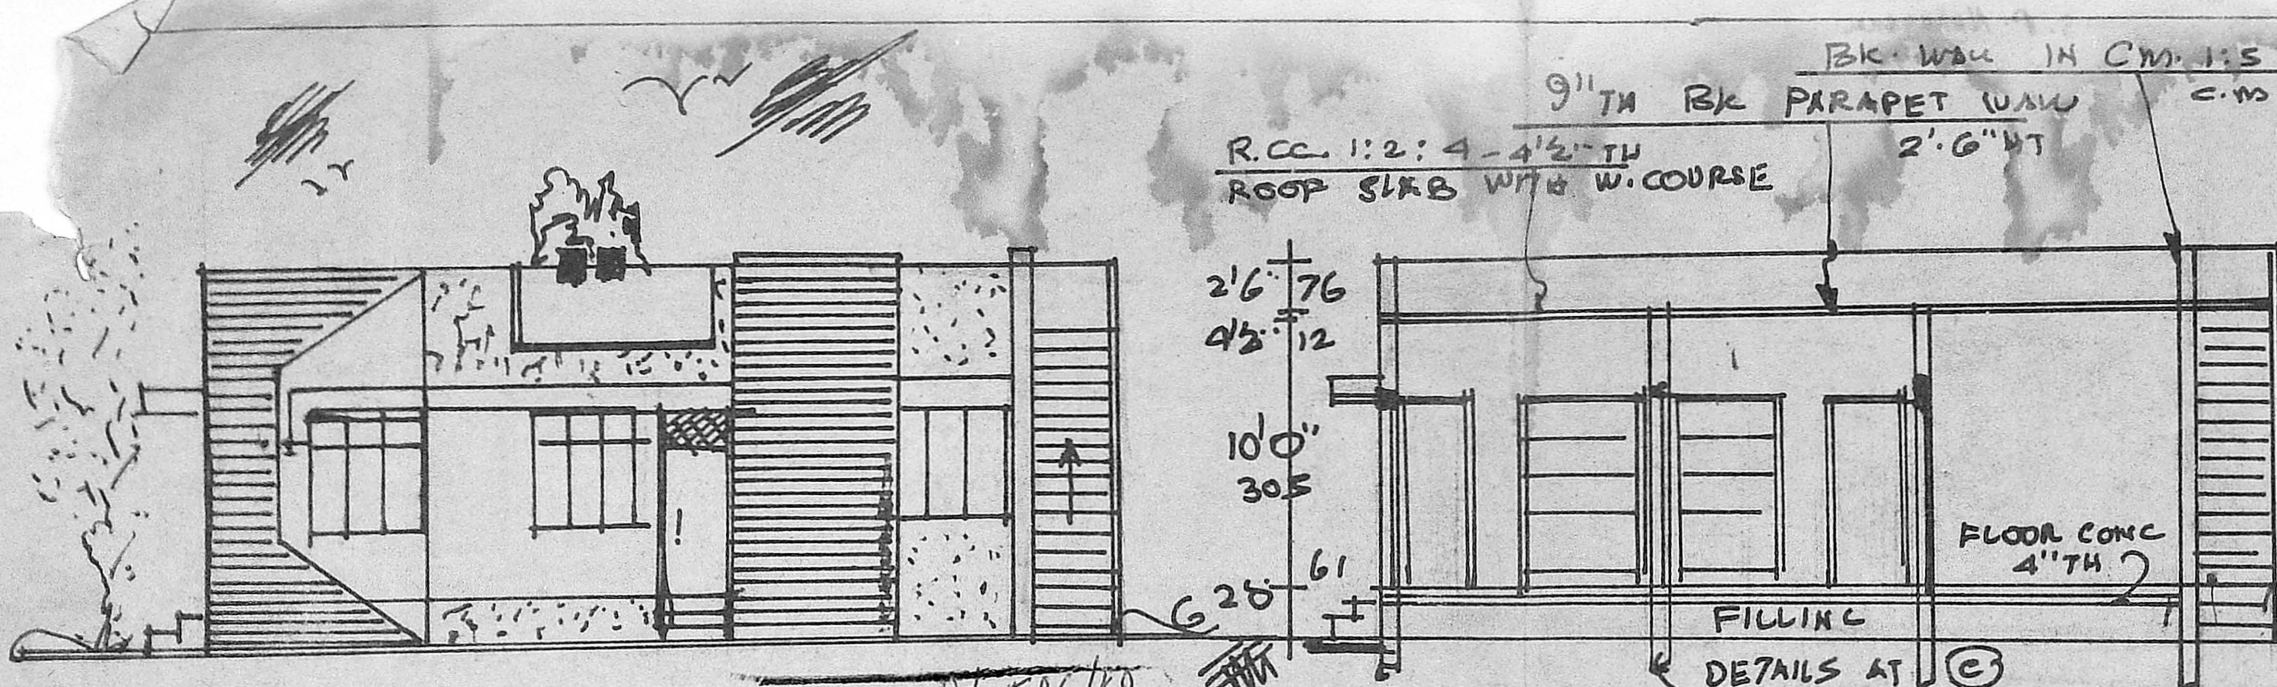 BK WALL IN C.M. 1:5
C.M
9" TH BK PARAPET WALL
2'.6" HT
R.CC. 1:2:4 - 4½" TH
ROOF SLAB WITH W.COURSE
2'6" 76
4½" 12
10'0"
305
61
2'0"
G
FLOOR CONC
4" TH
FILLING
DETAILS AT C